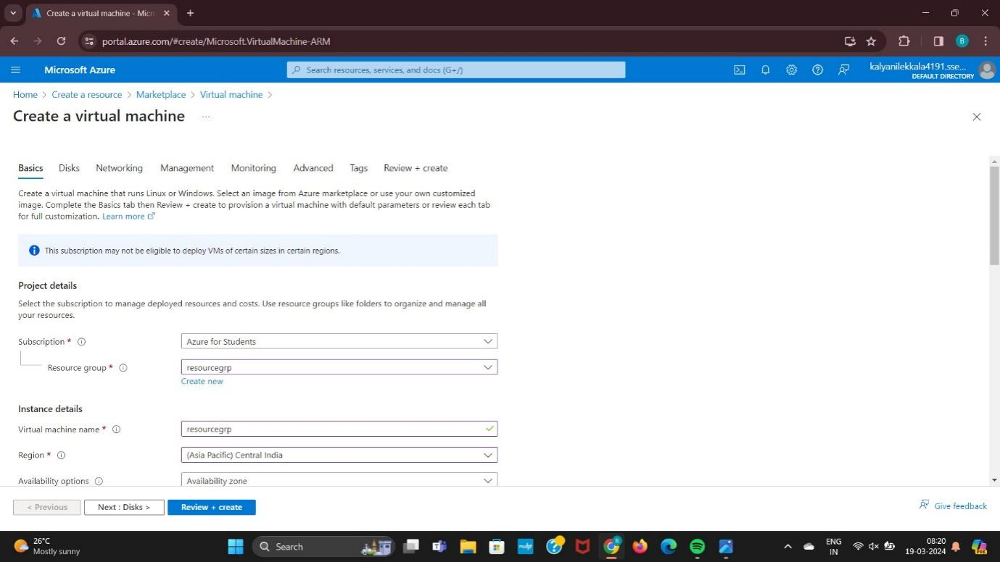 Create a virtual machine - Micr
portal.azure.com/#create/Microsoft.VirtualMachine-ARM
B
Microsoft Azure
Search resources, services, and docs (G+/)
kalyanilekkala4191.sse...
DEFAULT DIRECTORY
Home > Create a resource > Marketplace > Virtual machine >
Create a virtual machine ...
Basics Disks Networking Management Monitoring Advanced Tags Review + create
Create a virtual machine that runs Linux or Windows. Select an image from Azure marketplace or use your own customized
image. Complete the Basics tab then Review + create to provision a virtual machine with default parameters or review each tab
for full customization. Learn more
This subscription may not be eligible to deploy VMs of certain sizes in certain regions.
Project details
Select the subscription to manage deployed resources and costs. Use resource groups like folders to organize and manage all
your resources.
Subscription * Azure for Students
Resource group * resourcegrp
Create new
Instance details
Virtual machine name * resourcegrp
Region * (Asia Pacific) Central India
Availability options Availability zone
< Previous Next : Disks > Review + create Give feedback
26°C
Mostly sunny
Search
ENG
IN
08:20
19-03-2024